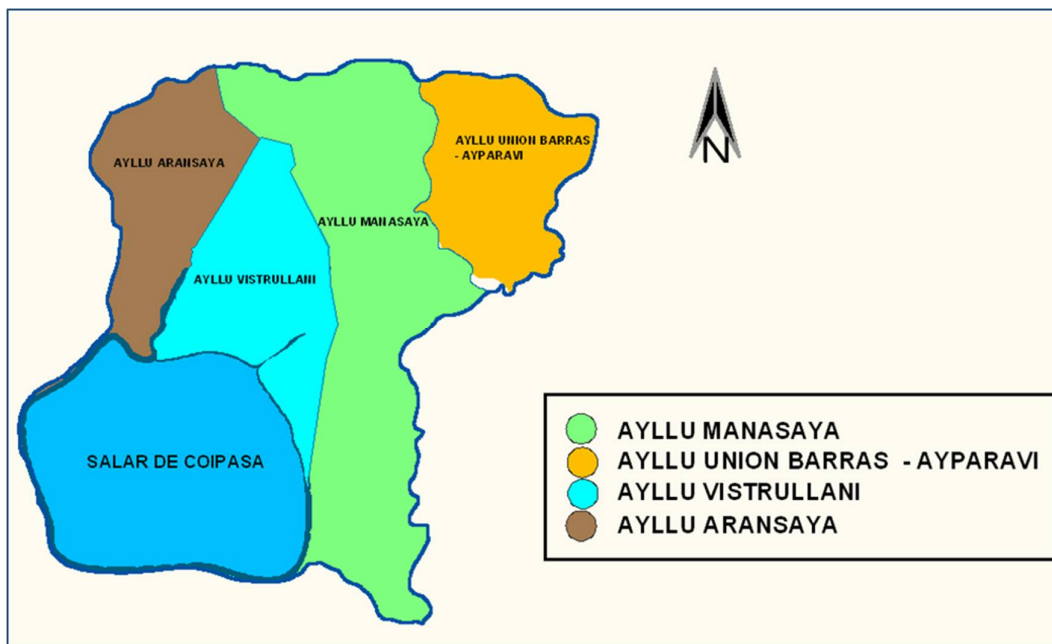 AYLLU UNION BARRAS
- AYPARAVI
AYLLU ARANSAYA
AYLLU MANASAYA
AYLLU VISTRULLANI
SALAR DE COIPASA
N
AYLLU MANASAYA
AYLLU UNION BARRAS - AYPARAVI
AYLLU VISTRULLANI
AYLLU ARANSAYA